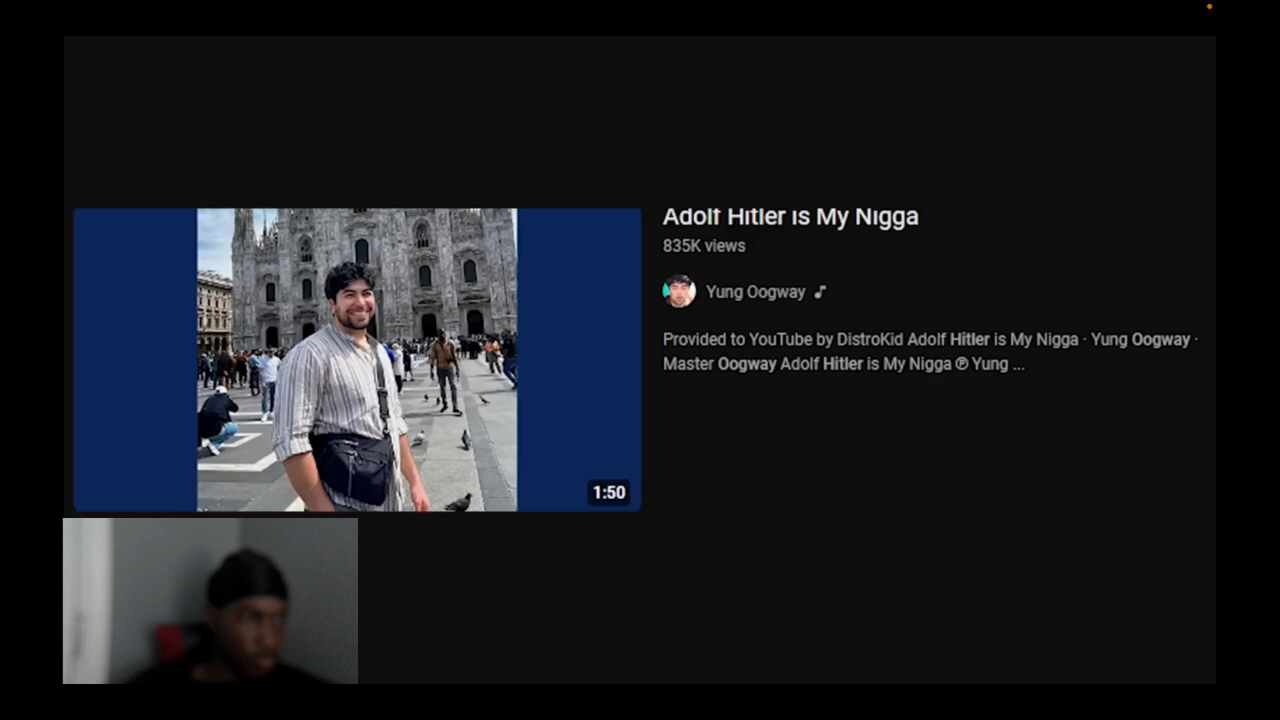 Adolf Hitler is My Nigga
835K views
Yung Oogway
Provided to YouTube by DistroKid Adolf Hitler is My Nigga · Yung Oogway ·
Master Oogway Adolf Hitler is My Nigga ℗ Yung ...
1:50